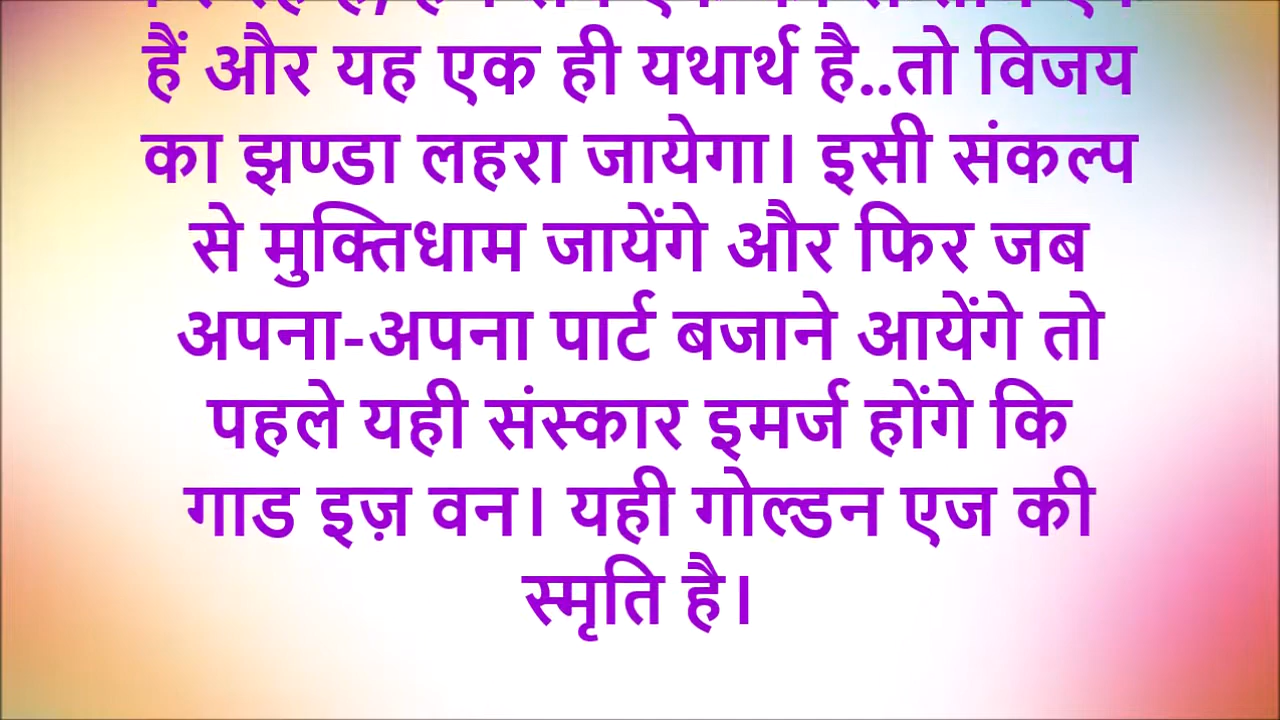 हैं और यह एक ही यथार्थ है..तो विजय
का झण्डा लहरा जायेगा। इसी संकल्प
से मुक्तिधाम जायेंगे और फिर जब
अपना-अपना पार्ट बजाने आयेंगे तो
पहले यही संस्कार इमर्ज होंगे कि
गाड इज़ वन। यही गोल्डन एज की
स्मृति है।